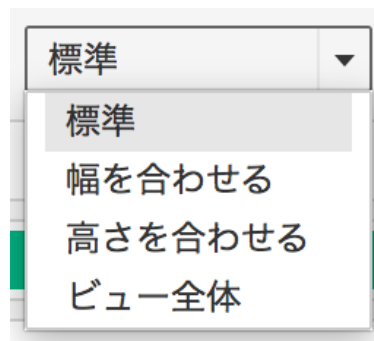 標準
標準
幅を合わせる
高さを合わせる
ビュー全体